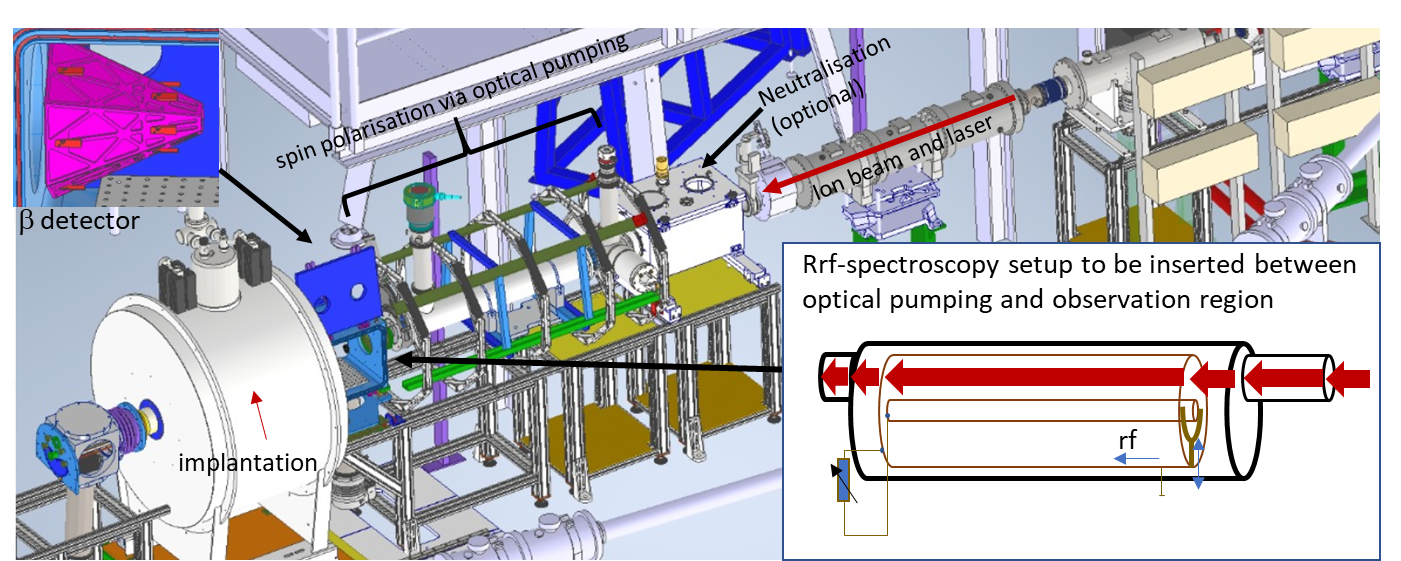 spin polarisation via optical pumping
Neutralisation
(optional)
Ion beam and laser
β detector
implantation
Rrf-spectroscopy setup to be inserted between
optical pumping and observation region
rf